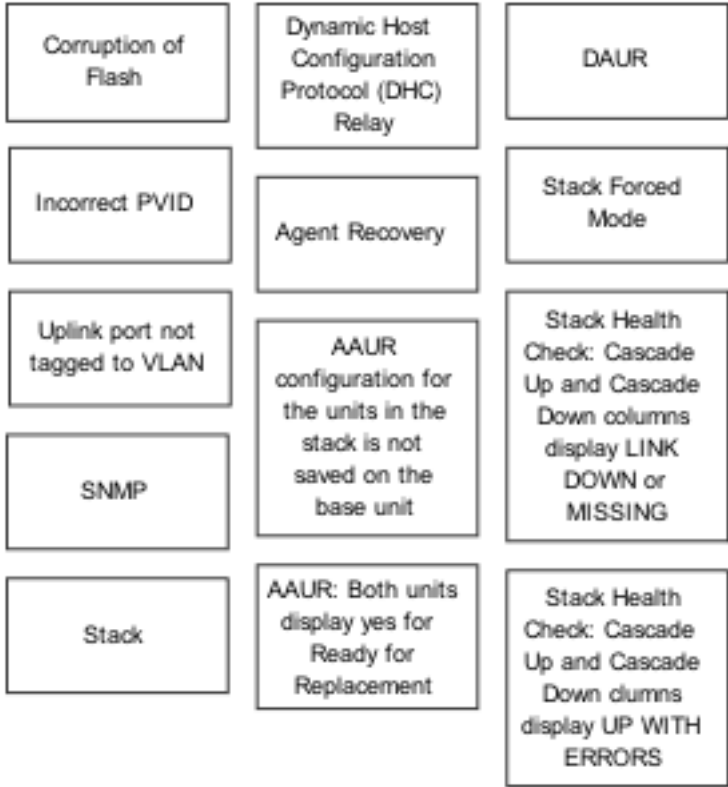 Corruption of
Flash
Incorrect PVID
Uplink port not
tagged to VLAN
SNMP
Stack
Dynamic Host
Configuration
Protocol (DHC)
Relay
Agent Recovery
AAUR
configuration for
the units in the
stack is not
saved on the
base unit
AAUR: Both units
display yes for
Ready for
Replacement
DAUR
Stack Forced
Mode
Stack Health
Check: Cascade
Up and Cascade
Down columns
display LINK
DOWN or
MISSING
Stack Health
Check: Cascade
Up and Cascade
Down clumns
display UP WITH
ERRORS